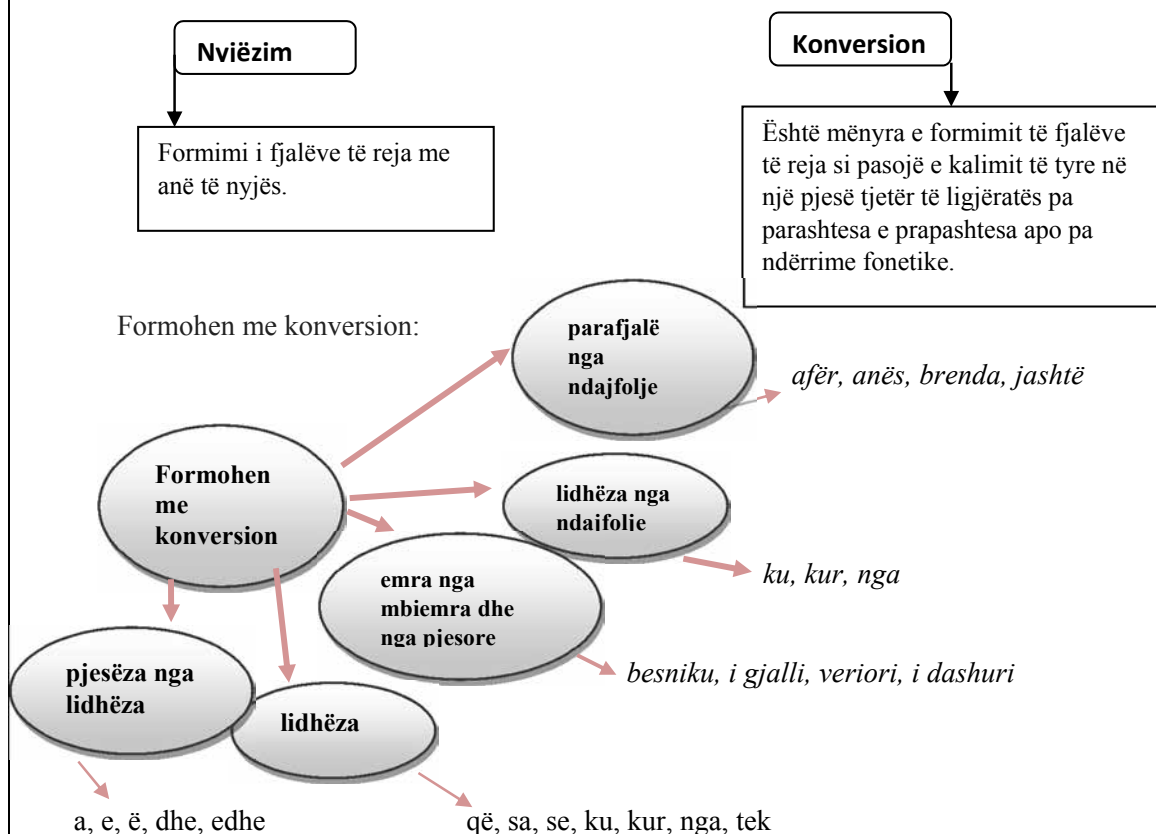 Nyjëzim
Konversion
Formimi i fjalëve të reja me
anë të nyjës.
Është mënyra e formimit të fjalëve
të reja si pasojë e kalimit të tyre në
një pjesë tjetër të ligjëratës pa
parashtesa e prapashtesa apo pa
ndërrime fonetike.
Formohen me konversion:
parafjalë
nga
ndajfolje
afër, anës, brenda, jashtë
Formohen
me
konversion
lidhëza nga
ndajfolje
ku, kur, nga
emra nga
mbiemra dhe
nga pjesore
besniku, i gjalli, veriori, i dashuri
pjesëza nga
lidhëza
lidhëza
a, e, ë, dhe, edhe
që, sa, se, ku, kur, nga, tek